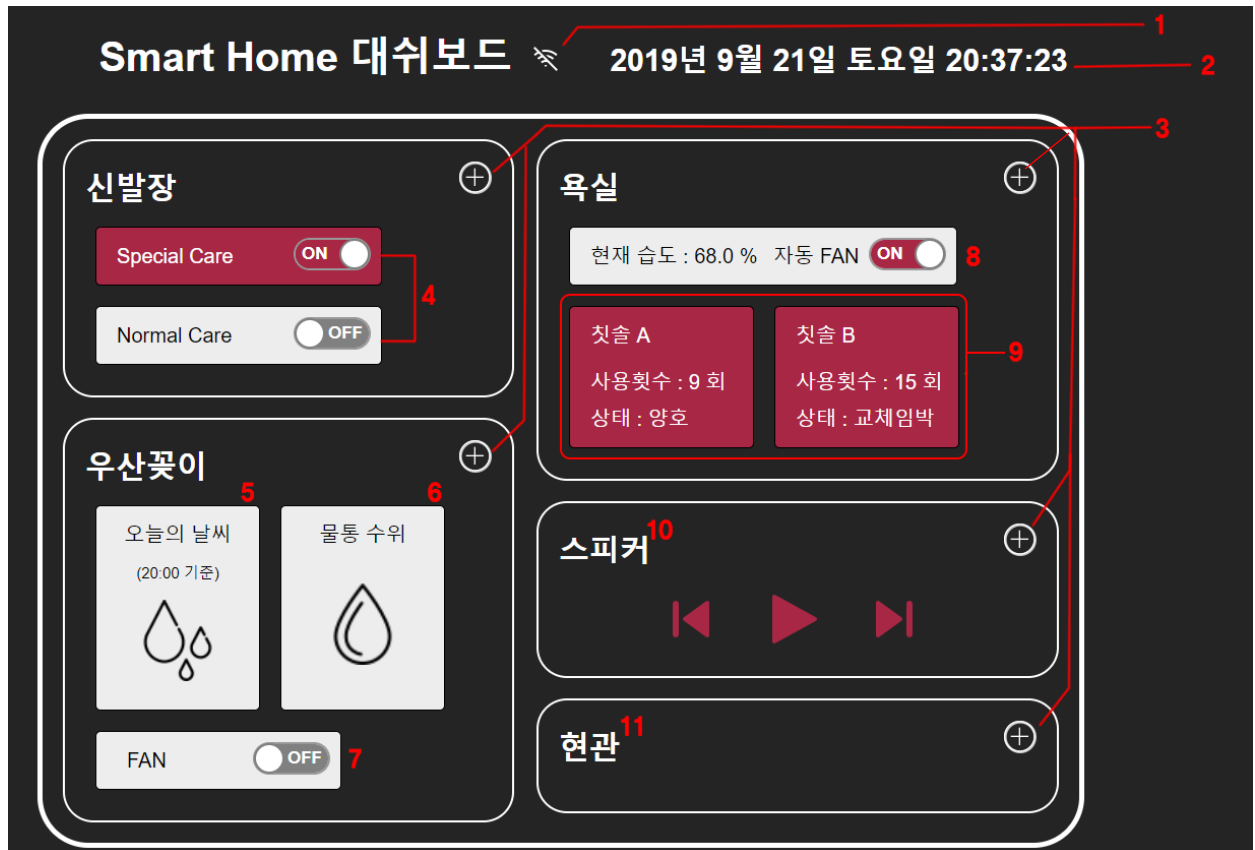 Smart Home 대쉬보드
2019년 9월 21일 토요일 20:37:23
1
2
3
신발장
Special Care ON
Normal Care OFF
4
우산꽂이
5
6
오늘의 날씨
(20:00 기준)
물통 수위
FAN OFF
7
욕실
현재 습도 : 68.0 % 자동 FAN ON
8
칫솔 A
사용횟수 : 9 회
상태 : 양호
칫솔 B
사용횟수 : 15 회
상태 : 교체임박
9
스피커
10
현관
11